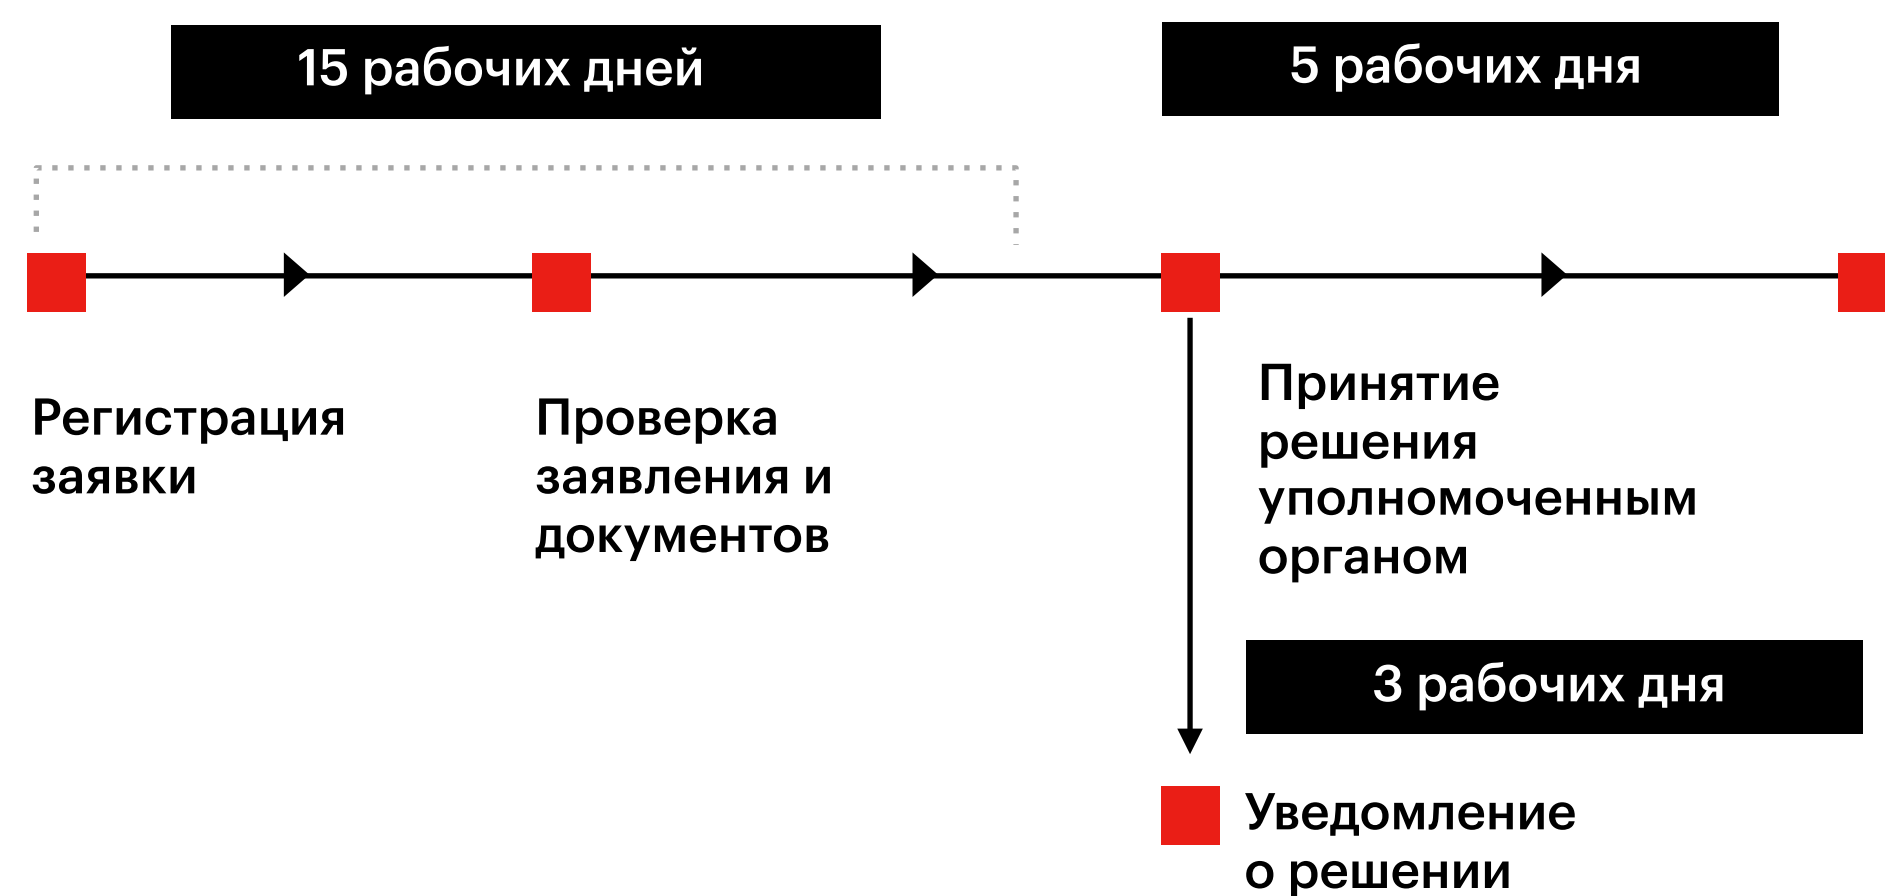 15 рабочих дней
5 рабочих дня
Регистрация
заявки
Проверка
заявления и
документов
Принятие
решения
уполномоченным
органом
3 рабочих дня
Уведомление
о решении